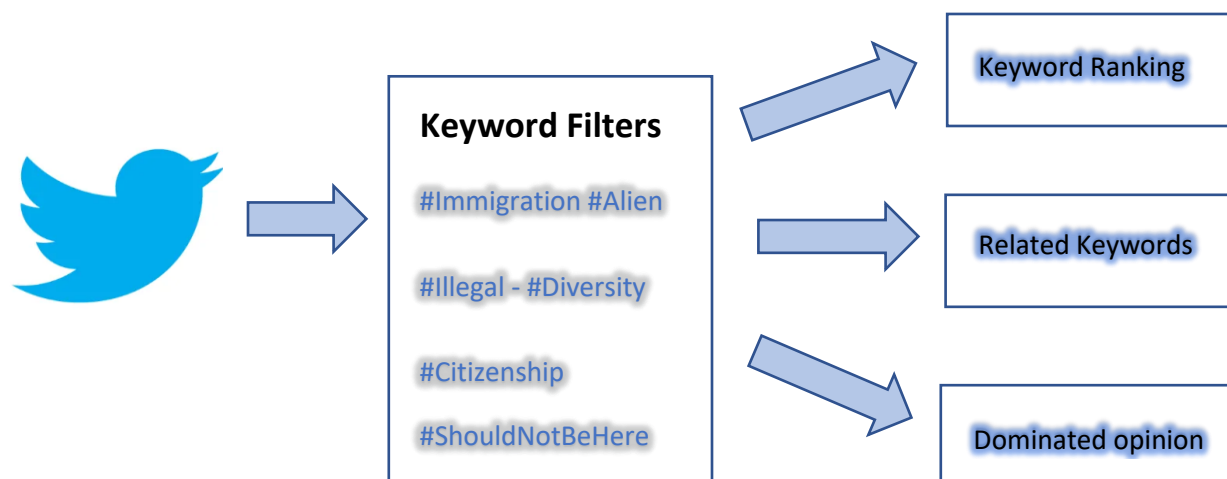 Keyword Filters
#Immigration #Alien
#Illegal - #Diversity
#Citizenship
#ShouldNotBeHere
Keyword Ranking
Related Keywords
Dominated opinion